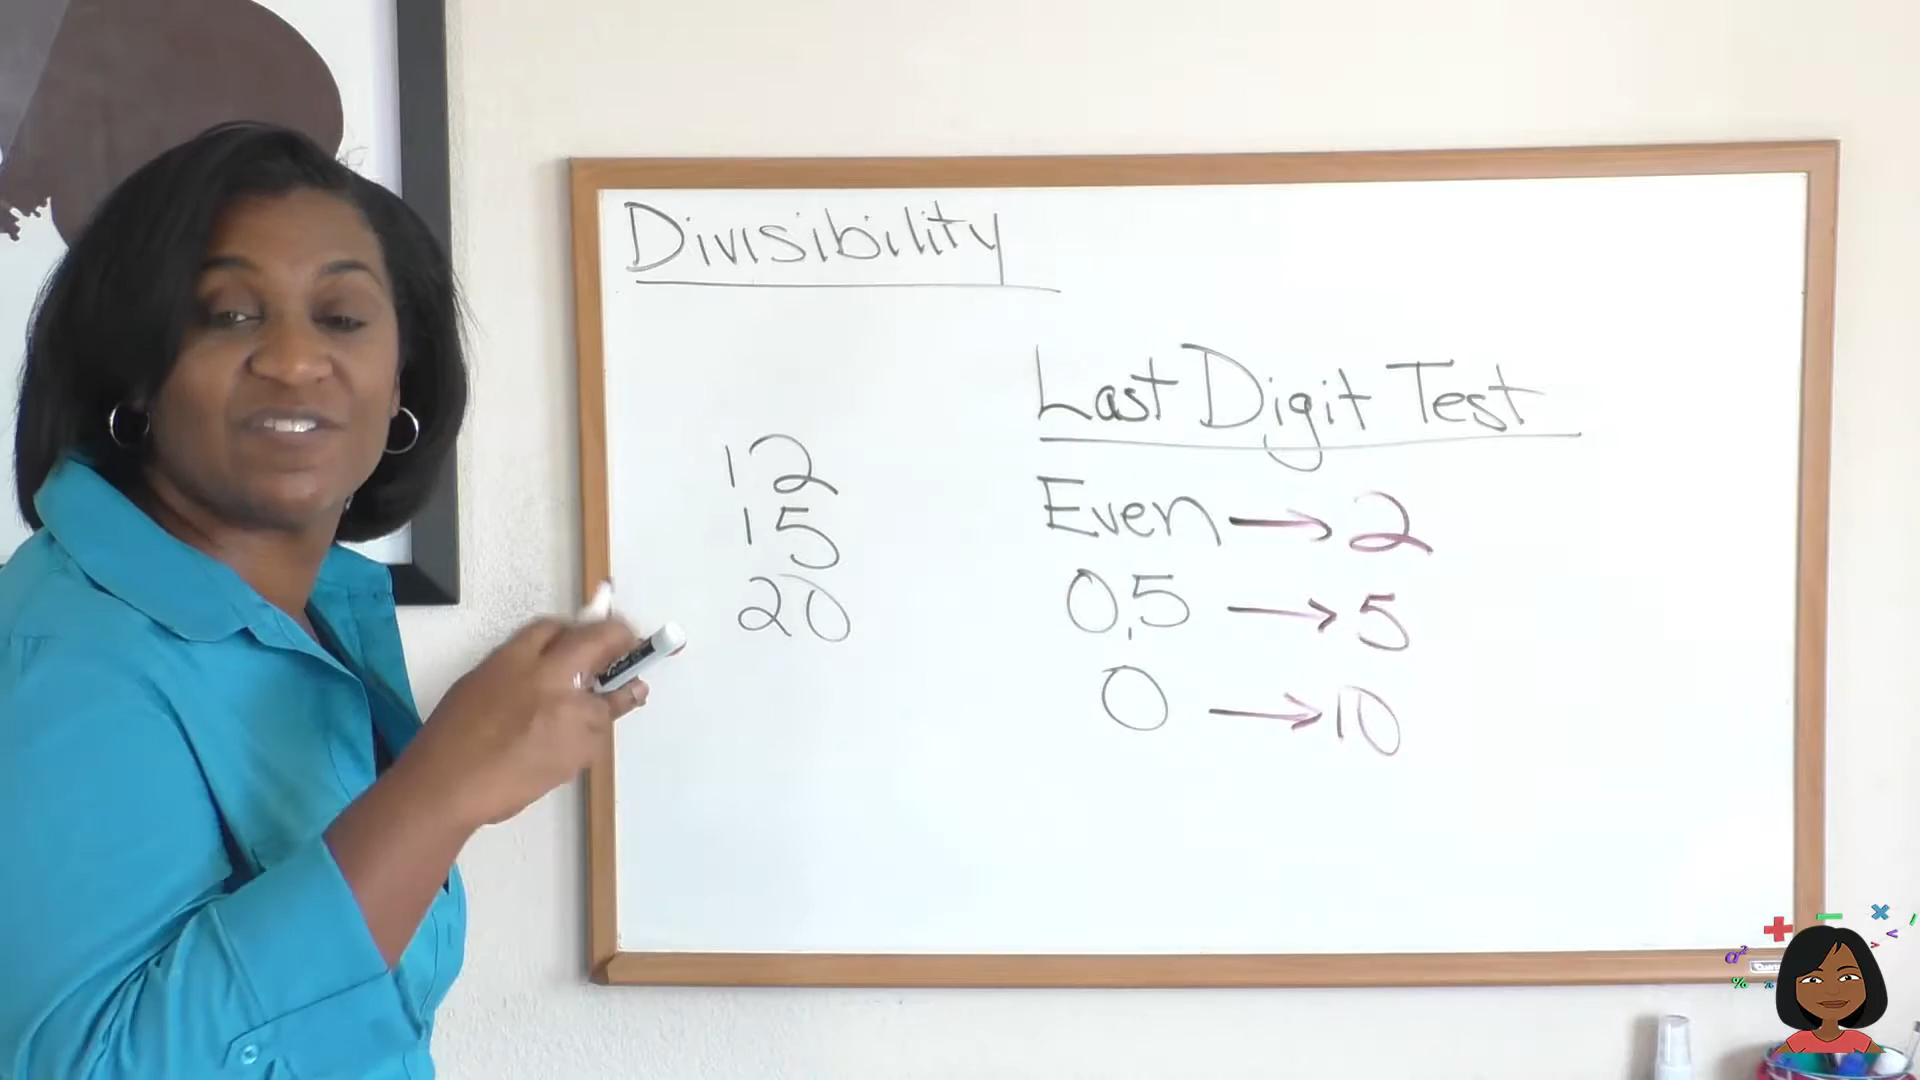 Divisibility
12
15
20
Last Digit Test
Even → 2
0,5 → 5
0 → 10